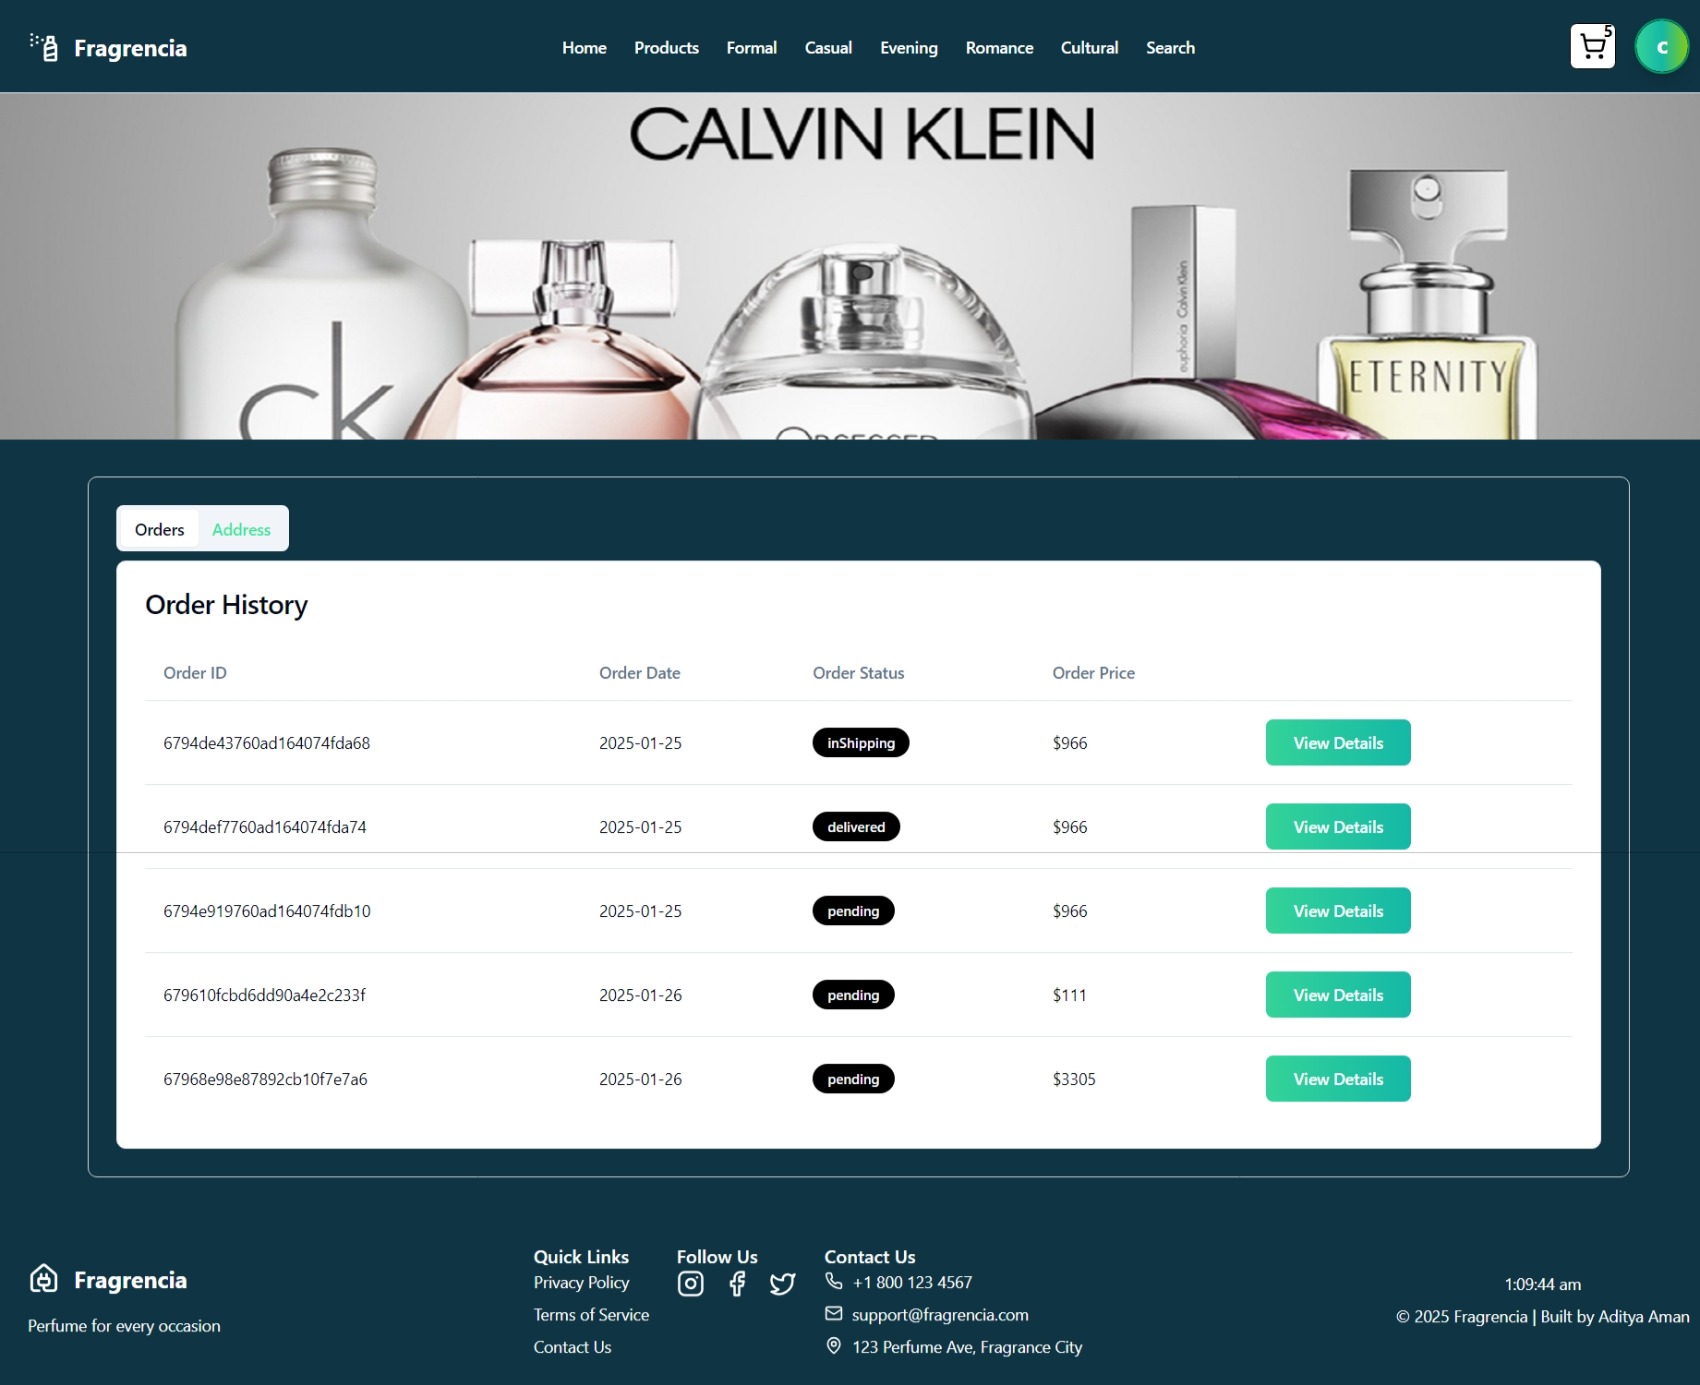 Fragrencia
Home Products Formal Casual Evening Romance Cultural Search
5
C
CALVIN KLEIN
ck
euphoria Calvin Klein
ETERNITY
OBSESSED
Orders Address
Order History
Order ID Order Date Order Status Order Price
6794de43760ad164074fda68 2025-01-25 inShipping $966 View Details
6794def7760ad164074fda74 2025-01-25 delivered $966 View Details
6794e919760ad164074fdb10 2025-01-25 pending $966 View Details
679610fcbd6dd90a4e2c233f 2025-01-26 pending $111 View Details
67968e98e87892cb10f7e7a6 2025-01-26 pending $3305 View Details
Fragrencia
Perfume for every occasion
Quick Links
Privacy Policy
Terms of Service
Contact Us
Follow Us
Contact Us
+1 800 123 4567
support@fragrencia.com
123 Perfume Ave, Fragrance City
1:09:44 am
© 2025 Fragrencia | Built by Aditya Aman